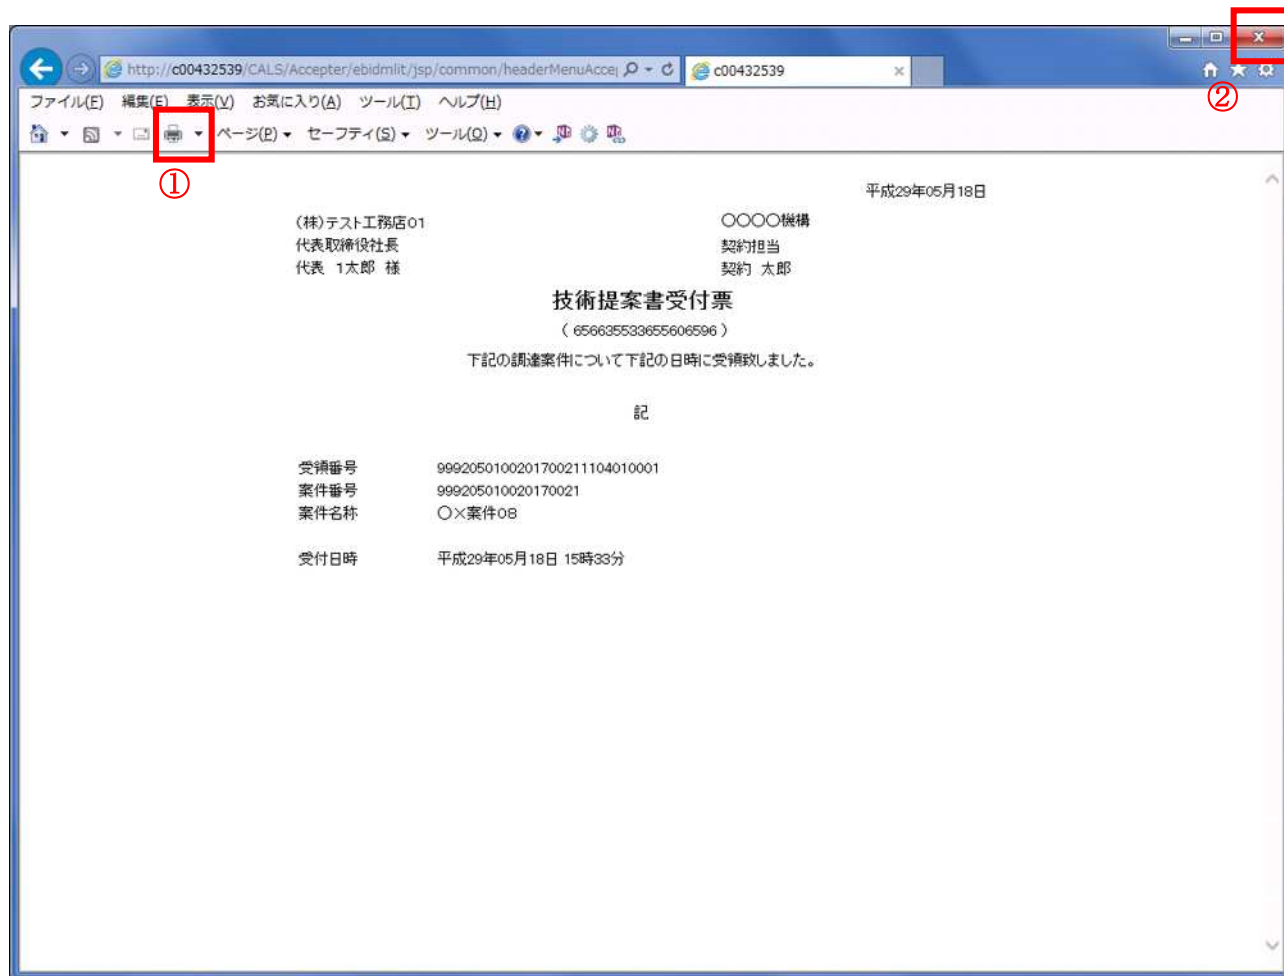 http://c00432539/CALS/Accepter/ebidmlit/jsp/common/headerMenuAccep
c00432539
②
ファイル(F) 編集(E) 表示(V) お気に入り(A) ツール(T) ヘルプ(H)
ページ(P) セーフティ(S) ツール(O)
①
平成29年05月18日
(株)テスト工務店01 ○○○○機構
代表取締役社長 契約担当
代表 1太郎 様 契約 太郎
技術提案書受付票
( 656635533655606596 )
下記の調達案件について下記の日時に受領致しました。
記
受領番号 9992050100201700211104010001
案件番号 999205010020170021
案件名称 ○×案件08
受付日時 平成29年05月18日 15時33分